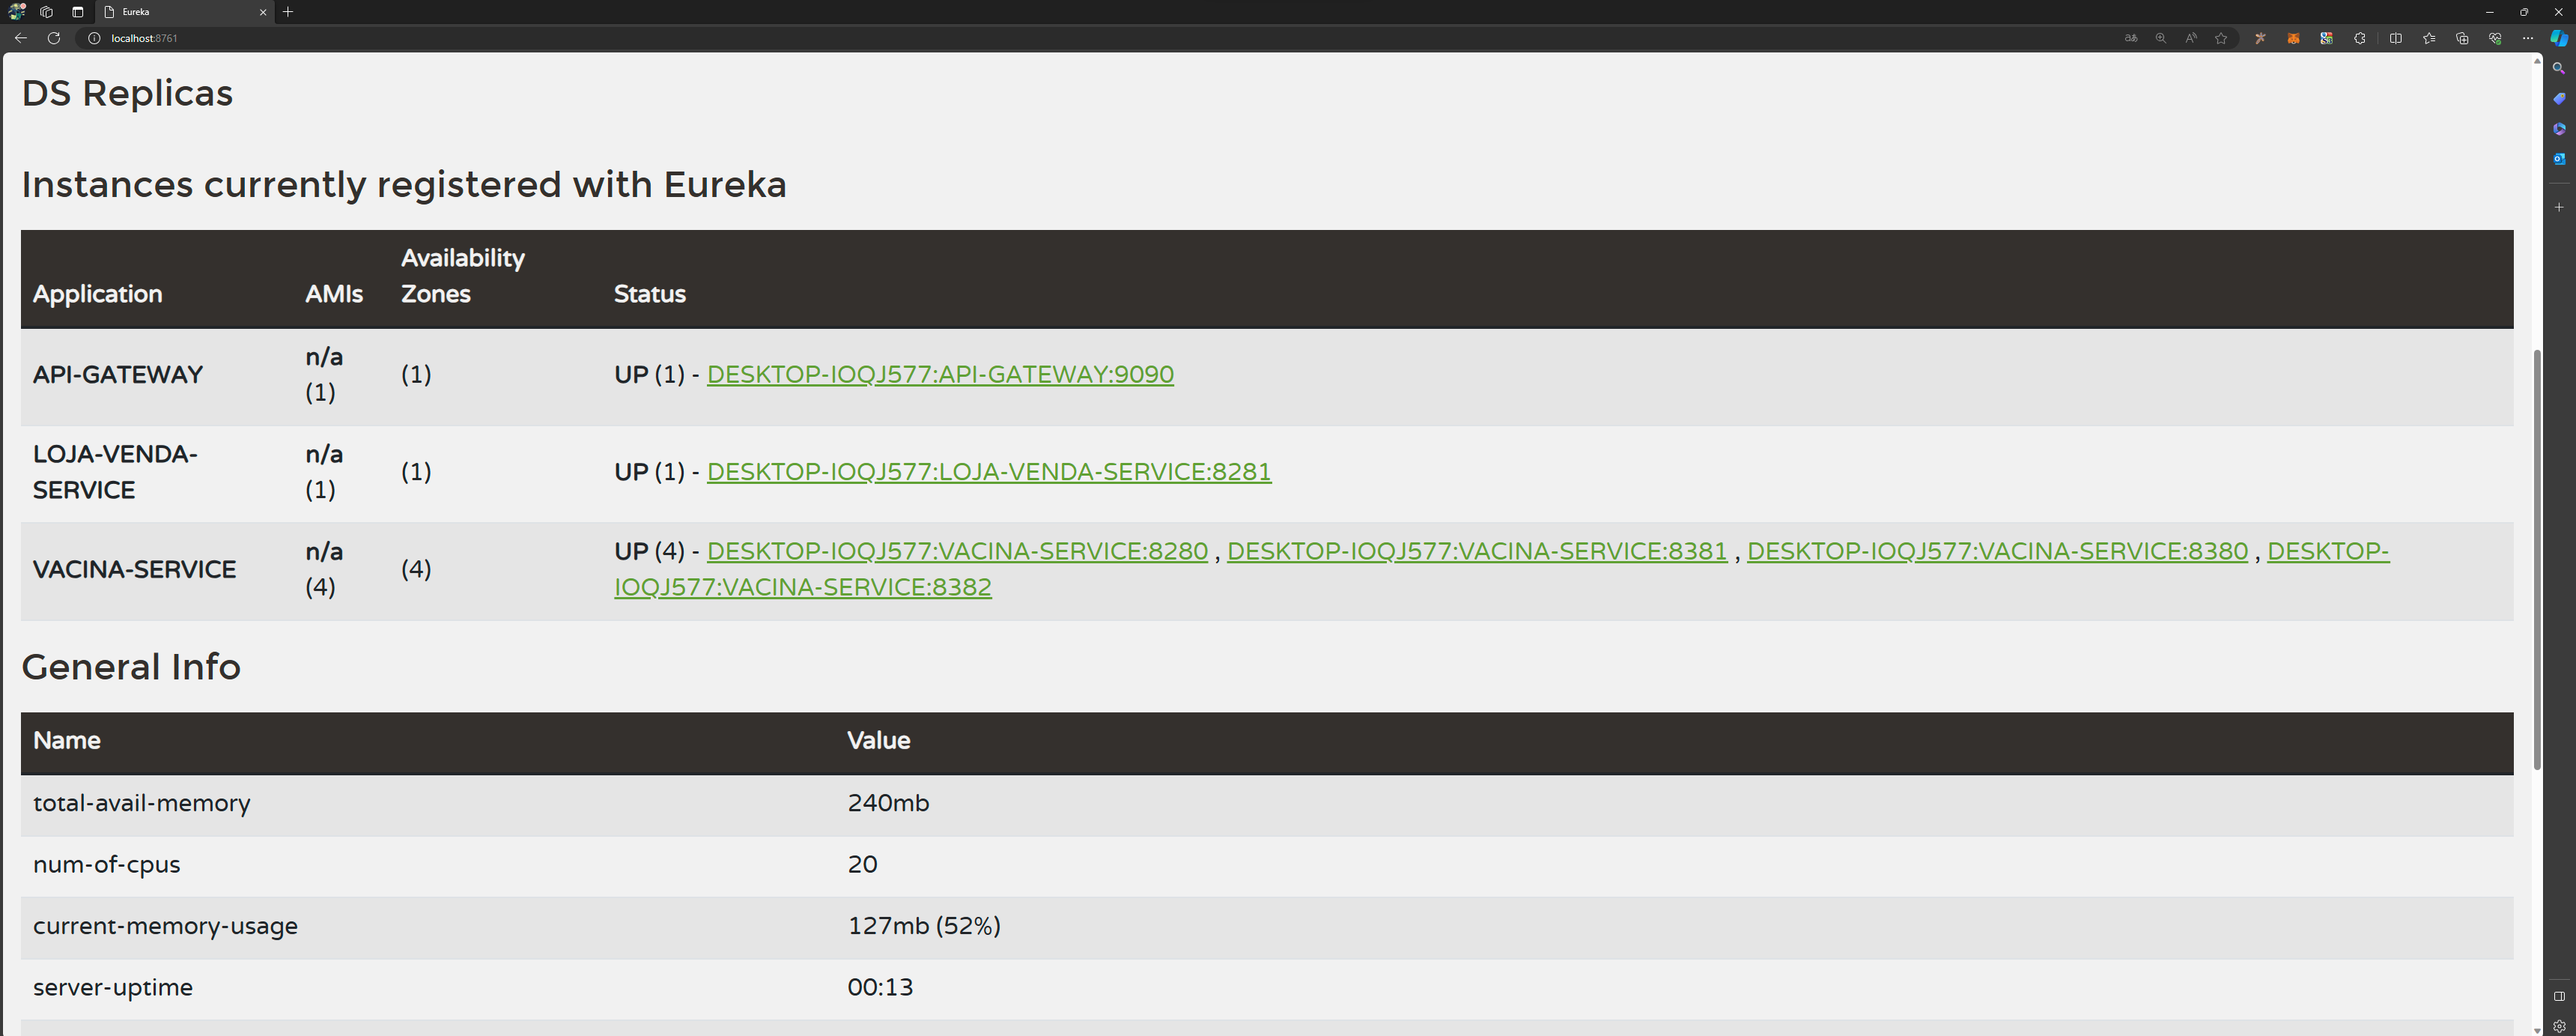 Eureka
localhost:8761
DS Replicas
Instances currently registered with Eureka
Application AMIs Availability Zones Status
API-GATEWAY n/a (1) (1) UP (1) - DESKTOP-IOQJ577:API-GATEWAY:9090
LOJA-VENDA-SERVICE n/a (1) (1) UP (1) - DESKTOP-IOQJ577:LOJA-VENDA-SERVICE:8281
VACINA-SERVICE n/a (4) (4) UP (4) - DESKTOP-IOQJ577:VACINA-SERVICE:8280 , DESKTOP-IOQJ577:VACINA-SERVICE:8381 , DESKTOP-IOQJ577:VACINA-SERVICE:8380 , DESKTOP-
IOQJ577:VACINA-SERVICE:8382
General Info
Name Value
total-avail-memory 240mb
num-of-cpus 20
current-memory-usage 127mb (52%)
server-uptime 00:13